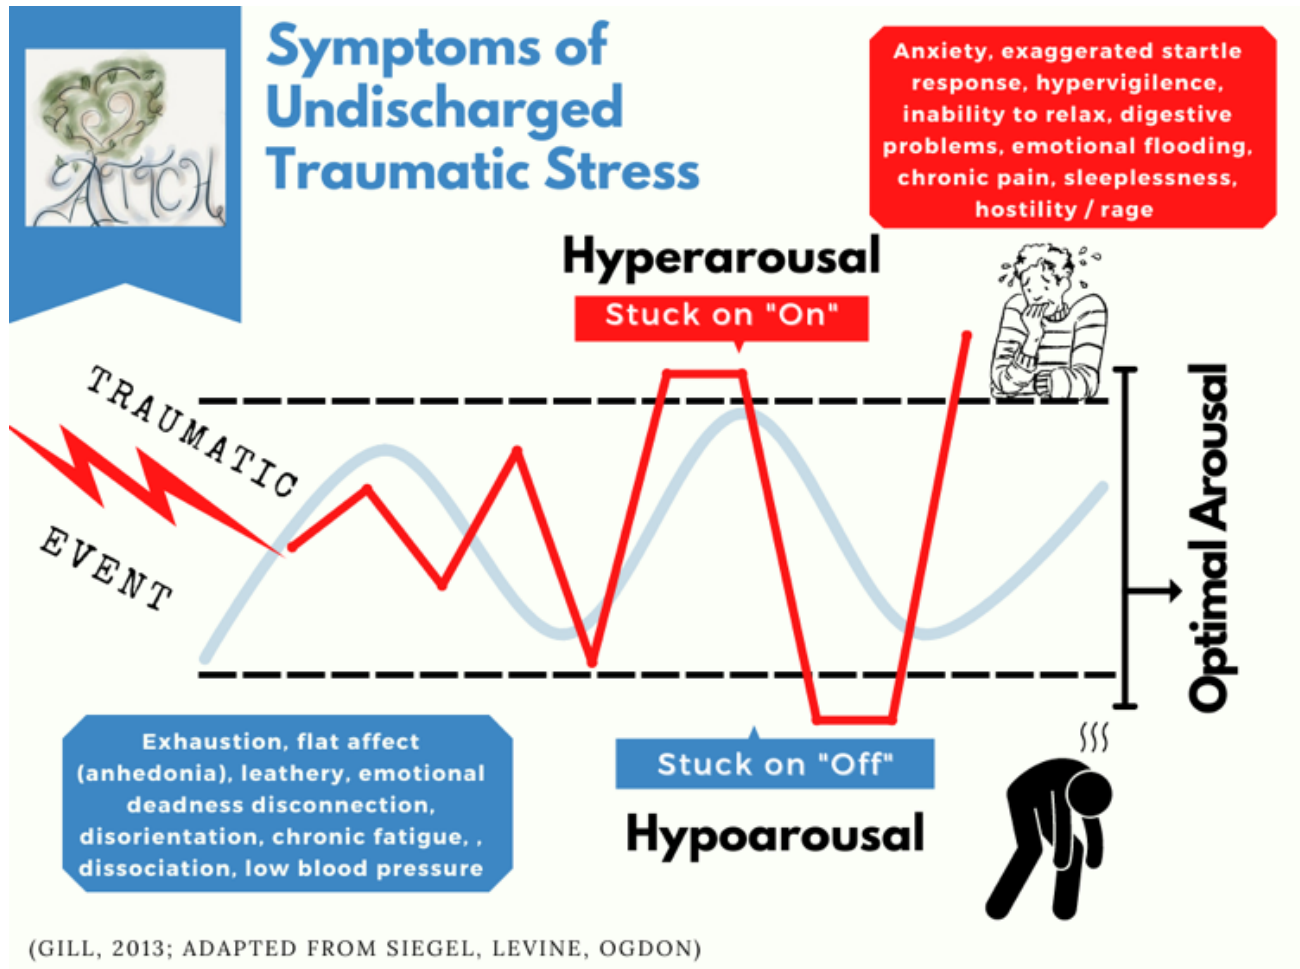 ATTCH
Symptoms of
Undischarged
Traumatic Stress
Anxiety, exaggerated startle
response, hypervigilence,
inability to relax, digestive
problems, emotional flooding,
chronic pain, sleeplessness,
hostility / rage
Hyperarousal
Stuck on "On"
TRAUMATIC
EVENT
Optimal Arousal
Exhaustion, flat affect
(anhedonia), leathery, emotional
deadness disconnection,
disorientation, chronic fatigue, ,
dissociation, low blood pressure
Stuck on "Off"
Hypoarousal
(GILL, 2013; ADAPTED FROM SIEGEL, LEVINE, OGDON)